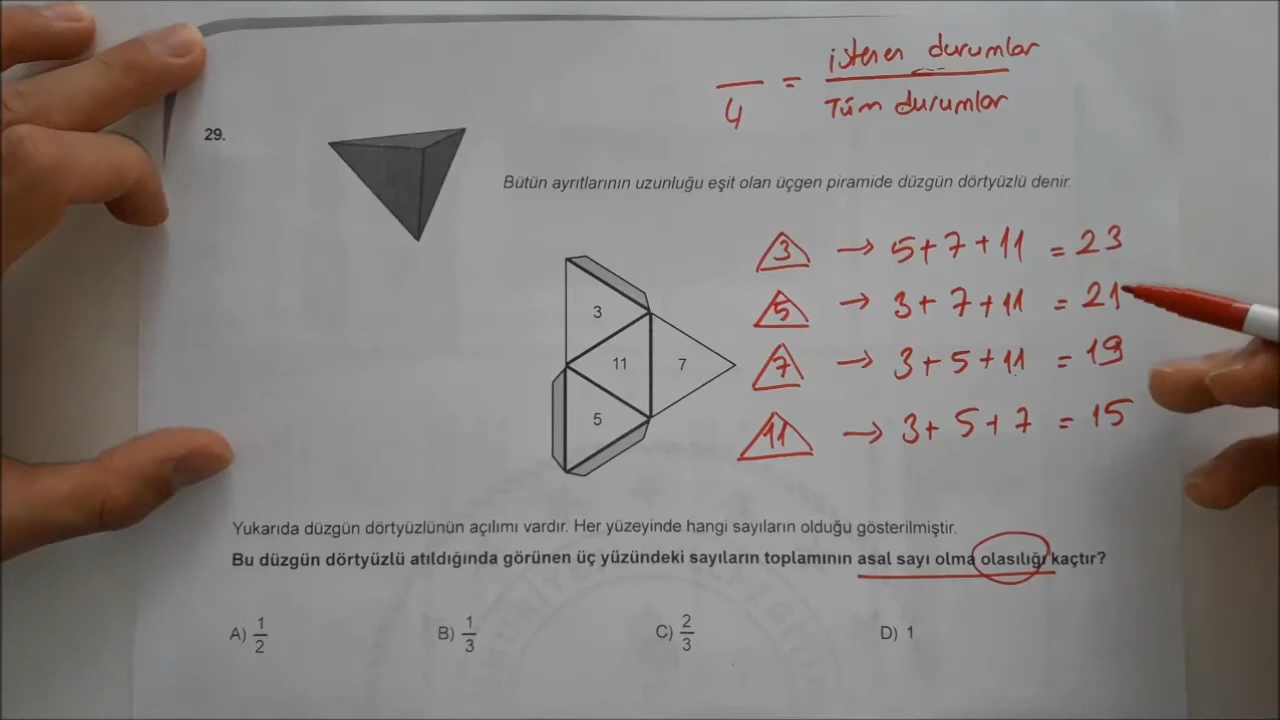 istenen durumlar
— = —
4 Tüm durumlar
29.
Bütün ayrıtlarının uzunluğu eşit olan üçgen piramide düzgün dörtyüzlü denir.
3 → 5+7+11 = 23
5 → 3+7+11 = 21
7 → 3+5+11 = 19
11 → 3+5+7 = 15
3
11
7
5
Yukarıda düzgün dörtyüzlünün açılımı vardır. Her yüzeyinde hangi sayıların olduğu gösterilmiştir.
Bu düzgün dörtyüzlü atıldığında görünen üç yüzündeki sayıların toplamının asal sayı olma olasılığı kaçtır?
A) 1/2 B) 1/3 C) 2/3 D) 1